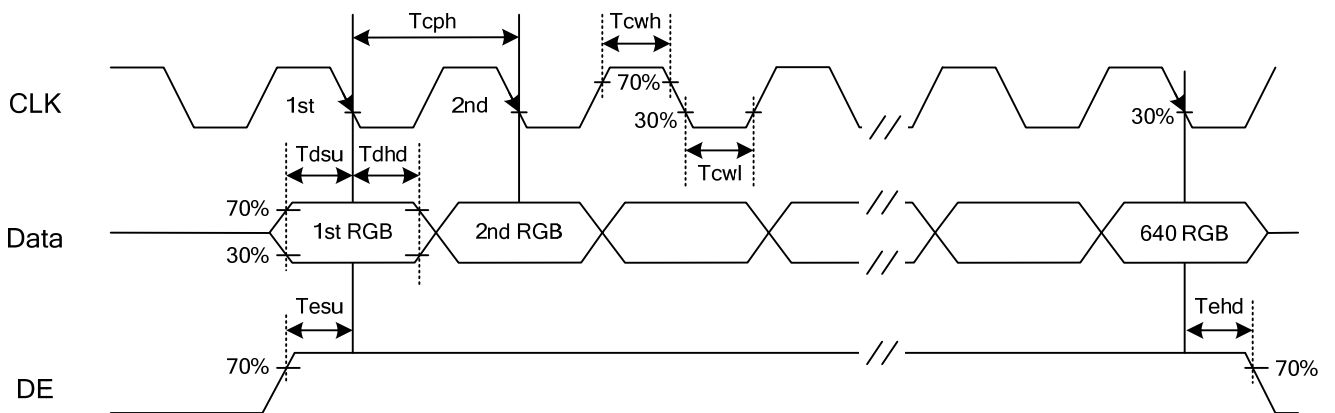 Tcph
Tcwh
CLK
1st
2nd
70%
30%
30%
Tdsu
Tdhd
Tcwl
70%
Data
1st RGB
2nd RGB
640 RGB
30%
Tesu
Tehd
70%
70%
DE